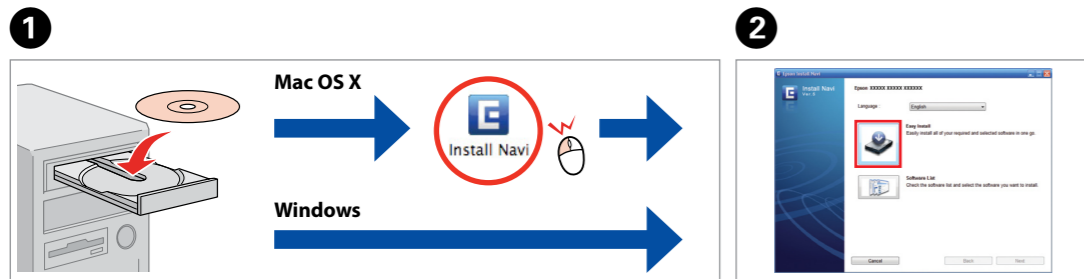 1
2
Mac OS X
E
Install Navi
Windows
Epson Install Navi
E
Install Navi
Epson XXXXX XXXXX XXXXXX
Language :
English
Easy Install
Easily install all of your required and selected software in one go.
Software List
Check the software list and select the software you want to install.
Cancel
Back
Next